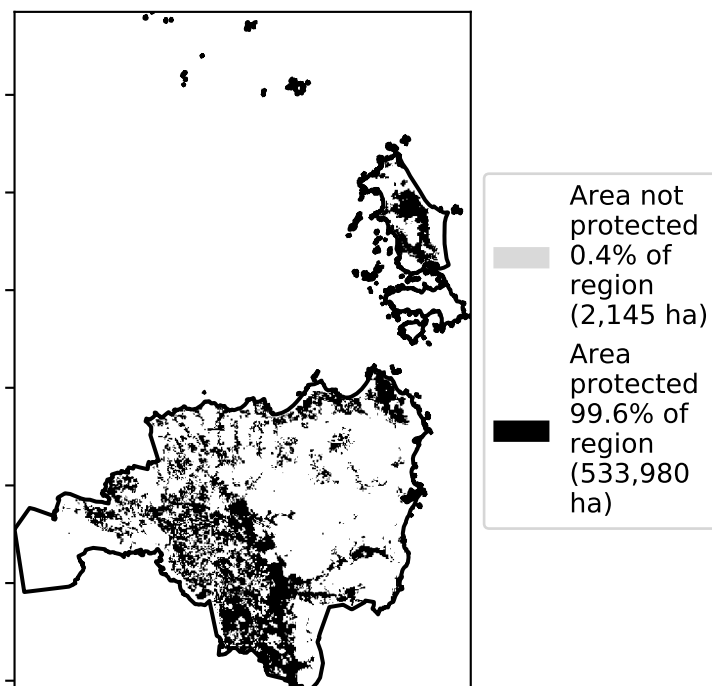 Area not
protected
0.4% of
region
(2,145 ha)
Area
protected
99.6% of
region
(533,980
ha)